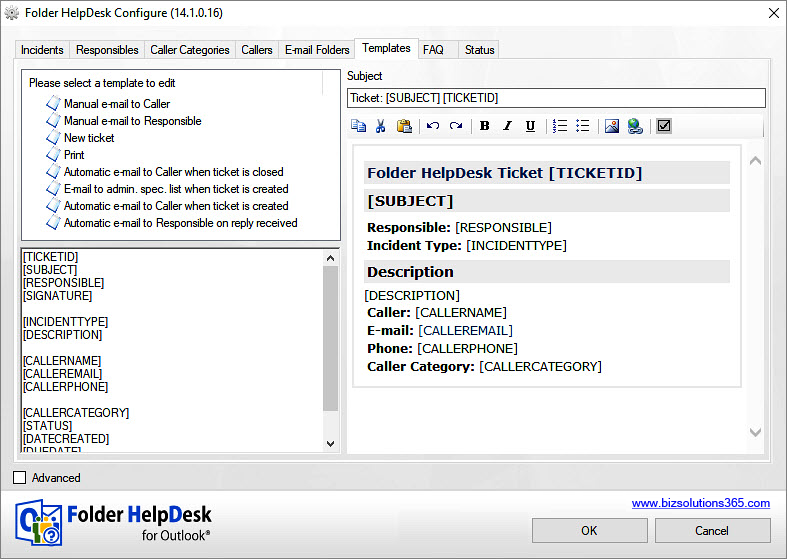 Folder HelpDesk Configure (14.1.0.16)
Incidents Responsibles Caller Categories Callers E-mail Folders Templates FAQ Status
Please select a template to edit
Manual e-mail to Caller
Manual e-mail to Responsible
New ticket
Print
Automatic e-mail to Caller when ticket is closed
E-mail to admin. spec. list when ticket is created
Automatic e-mail to Caller when ticket is created
Automatic e-mail to Responsible on reply received
[TICKETID]
[SUBJECT]
[RESPONSIBLE]
[SIGNATURE]
[INCIDENTTYPE]
[DESCRIPTION]
[CALLERNAME]
[CALLEREMAIL]
[CALLERPHONE]
[CALLERCATEGORY]
[STATUS]
[DATECREATED]
[DUEDATE]
Subject
Ticket: [SUBJECT] [TICKETID]
B I U
Folder HelpDesk Ticket [TICKETID]
[SUBJECT]
Responsible: [RESPONSIBLE]
Incident Type: [INCIDENTTYPE]
Description
[DESCRIPTION]
Caller: [CALLERNAME]
E-mail: [CALLEREMAIL]
Phone: [CALLERPHONE]
Caller Category: [CALLERCATEGORY]
Advanced
Folder HelpDesk
for Outlook®
www.bizsolutions365.com
OK Cancel